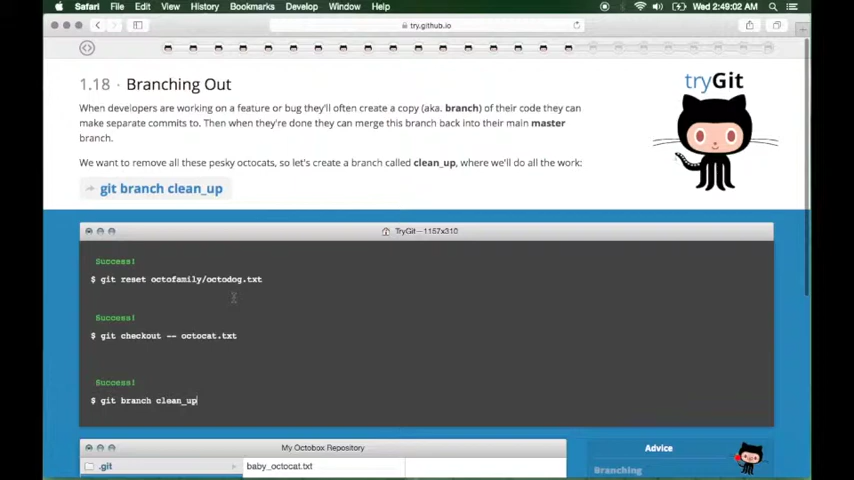 Safari File Edit View History Bookmarks Develop Window Help
Wed 2:49:02 AM
try.github.io
1.18 · Branching Out
tryGit
When developers are working on a feature or bug they'll often create a copy (aka. branch) of their code they can
make separate commits to. Then when they're done they can merge this branch back into their main master
branch.
We want to remove all these pesky octocats, so let's create a branch called clean_up, where we'll do all the work:
git branch clean_up
TryGit — 1157x310
Success!
$ git reset octofamily/octodog.txt
Success!
$ git checkout -- octocat.txt
Success!
$ git branch clean_up
My Octobox Repository
Advice
.git
baby_octocat.txt
Branching